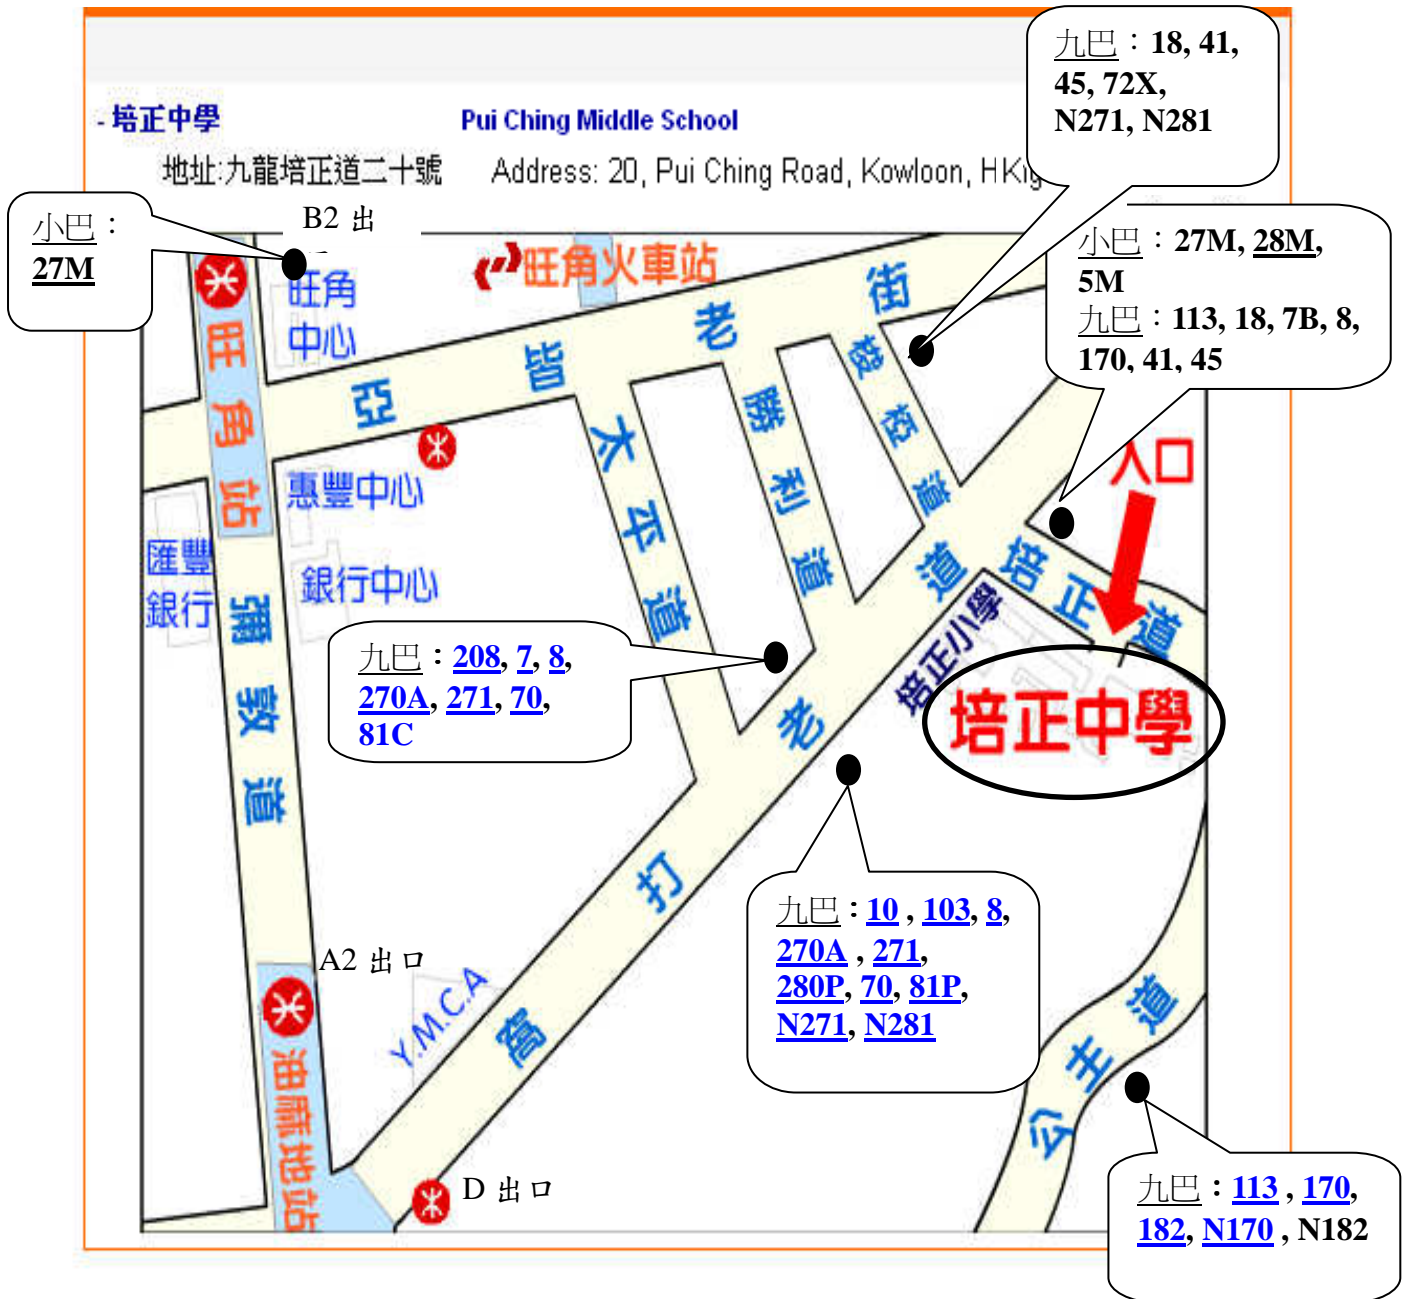 九巴：18, 41,
45, 72X,
N271, N281
- 培正中學
Pui Ching Middle School
地址:九龍培正道二十號
Address: 20, Pui Ching Road, Kowloon, HK
小巴：
27M
B2 出
旺角
中心
旺角火車站
小巴：27M, 28M,
5M
九巴：113, 18, 7B, 8,
170, 41, 45
旺角站
亞皆老街
太平道
勝利道
梭椏道
入口
惠豐中心
銀行中心
匯豐
銀行
彌敦道
培正道
培正小學
培正中學
九巴：208, 7, 8,
270A, 271, 70,
81C
窩打老道
九巴：10 , 103, 8,
270A , 271,
280P, 70, 81P,
N271, N281
A2 出口
Y.M.C.A
油麻地站
D 出口
公主道
九巴：113 , 170,
182, N170 , N182